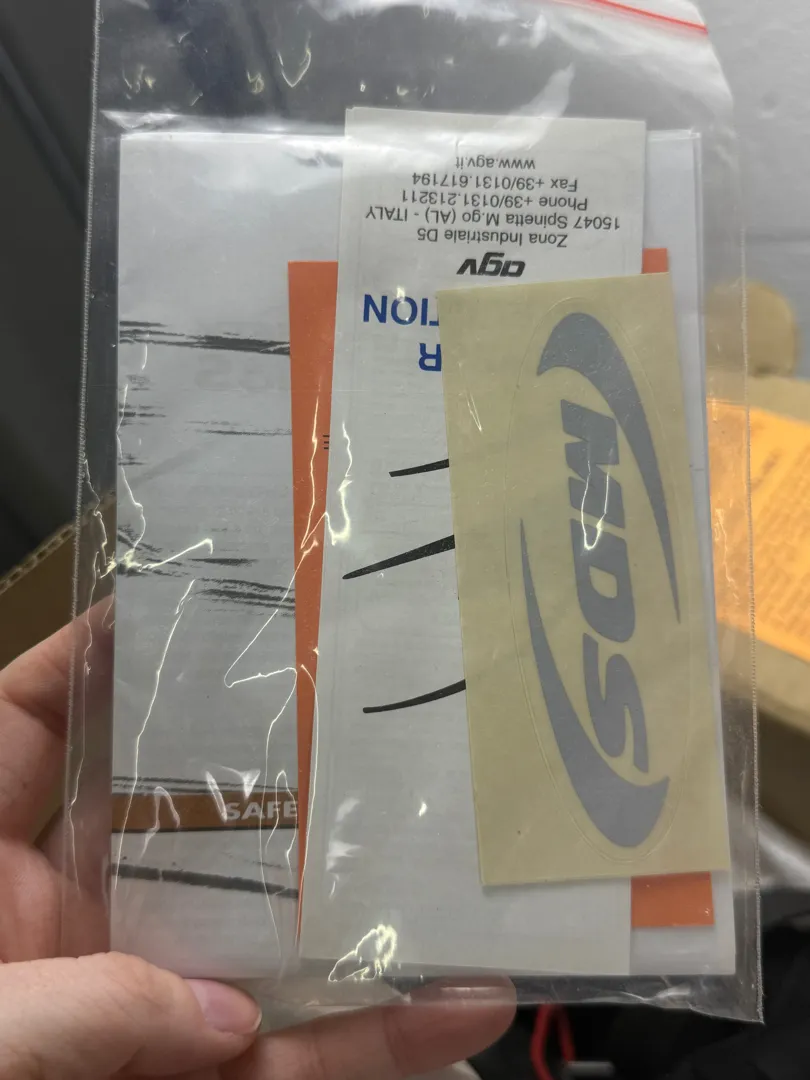 www.agv.it
Fax +39/0131.617194
Phone +39/0131.213211
15047 Spinetta M.go (AL) - ITALY
Zona Industriale D5
agv
MDS
SAFE